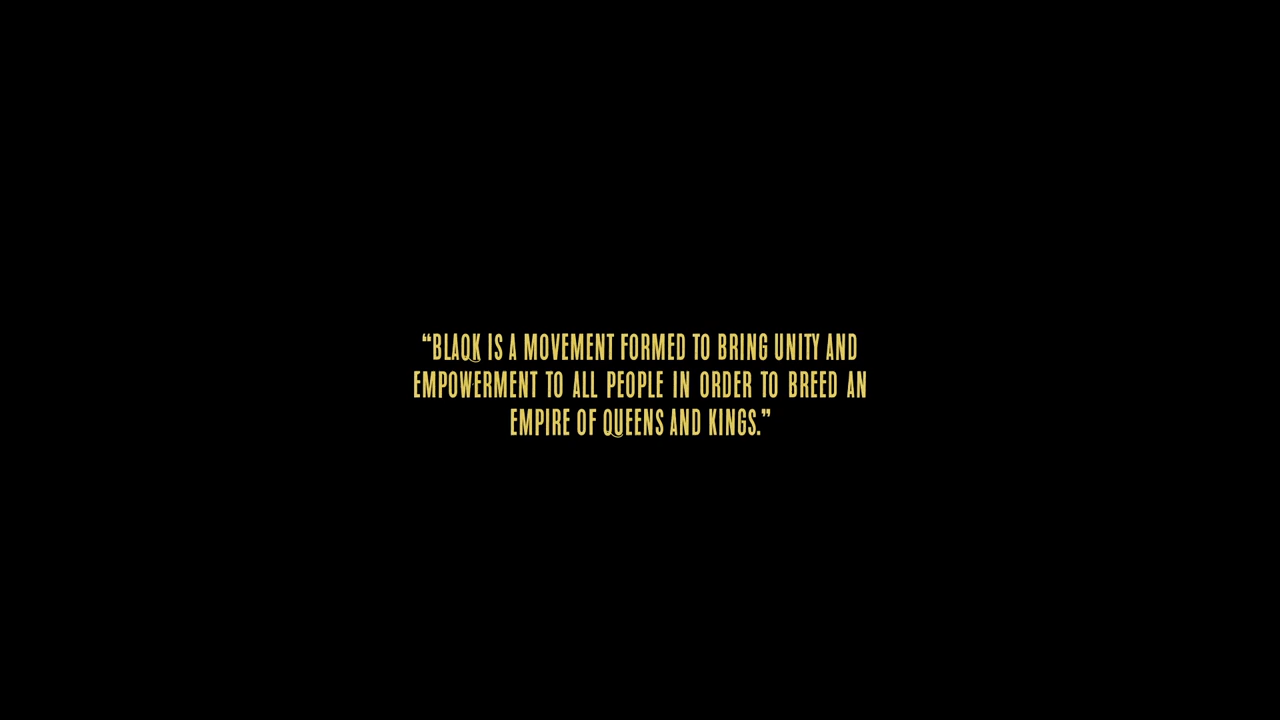 “BLAQK IS A MOVEMENT FORMED TO BRING UNITY AND
EMPOWERMENT TO ALL PEOPLE IN ORDER TO BREED AN
EMPIRE OF QUEENS AND KINGS.”